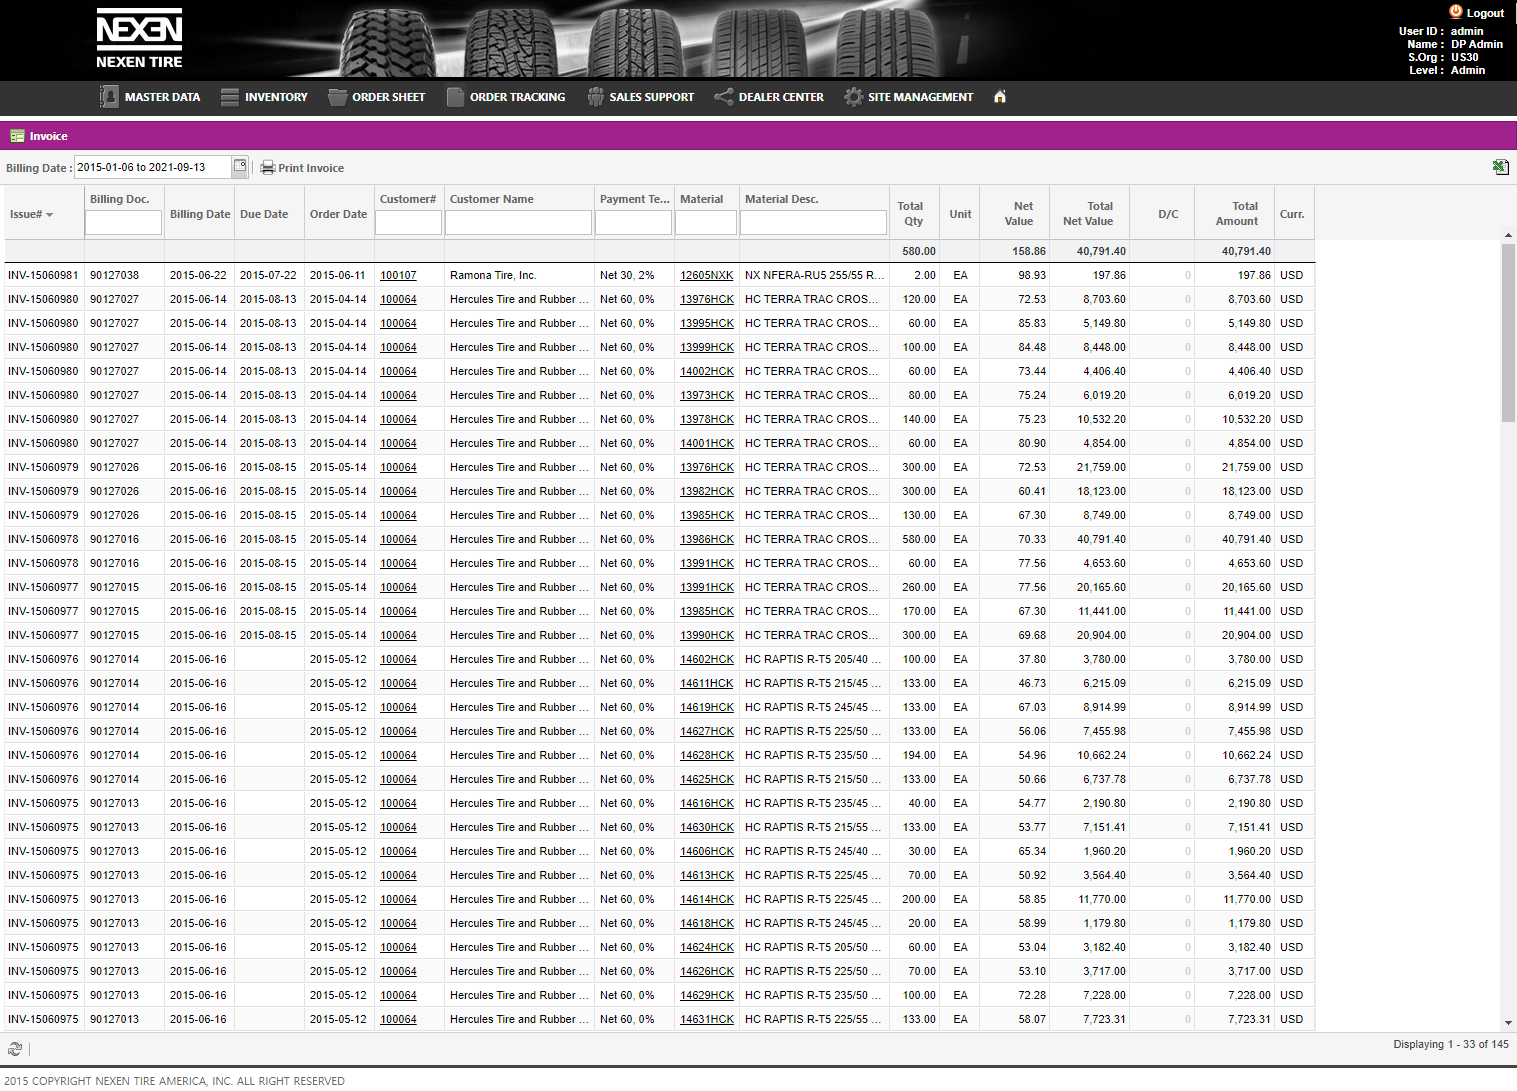 NEXEN
NEXEN TIRE
Logout
User ID : admin
Name : DP Admin
S.Org : US30
Level : Admin
MASTER DATA INVENTORY ORDER SHEET ORDER TRACKING SALES SUPPORT DEALER CENTER SITE MANAGEMENT
Invoice
Billing Date : 2015-01-06 to 2021-09-13 Print Invoice
Issue# Billing Doc. Billing Date Due Date Order Date Customer# Customer Name Payment Te... Material Material Desc. Total Qty Unit Net Value Total Net Value D/C Total Amount Curr.
580.00 158.86 40,791.40 40,791.40
INV-15060981 90127038 2015-06-22 2015-07-22 2015-06-11 100107 Ramona Tire, Inc. Net 30, 2% 12605NXK NX NFERA-RU5 255/55 R... 2.00 EA 98.93 197.86 0 197.86 USD
INV-15060980 90127027 2015-06-14 2015-08-13 2015-04-14 100064 Hercules Tire and Rubber ... Net 60, 0% 13976HCK HC TERRA TRAC CROS... 120.00 EA 72.53 8,703.60 0 8,703.60 USD
INV-15060980 90127027 2015-06-14 2015-08-13 2015-04-14 100064 Hercules Tire and Rubber ... Net 60, 0% 13995HCK HC TERRA TRAC CROS... 60.00 EA 85.83 5,149.80 0 5,149.80 USD
INV-15060980 90127027 2015-06-14 2015-08-13 2015-04-14 100064 Hercules Tire and Rubber ... Net 60, 0% 13999HCK HC TERRA TRAC CROS... 100.00 EA 84.48 8,448.00 0 8,448.00 USD
INV-15060980 90127027 2015-06-14 2015-08-13 2015-04-14 100064 Hercules Tire and Rubber ... Net 60, 0% 14002HCK HC TERRA TRAC CROS... 60.00 EA 73.44 4,406.40 0 4,406.40 USD
INV-15060980 90127027 2015-06-14 2015-08-13 2015-04-14 100064 Hercules Tire and Rubber ... Net 60, 0% 13973HCK HC TERRA TRAC CROS... 80.00 EA 75.24 6,019.20 0 6,019.20 USD
INV-15060980 90127027 2015-06-14 2015-08-13 2015-04-14 100064 Hercules Tire and Rubber ... Net 60, 0% 13978HCK HC TERRA TRAC CROS... 140.00 EA 75.23 10,532.20 0 10,532.20 USD
INV-15060980 90127027 2015-06-14 2015-08-13 2015-04-14 100064 Hercules Tire and Rubber ... Net 60, 0% 14001HCK HC TERRA TRAC CROS... 60.00 EA 80.90 4,854.00 0 4,854.00 USD
INV-15060979 90127026 2015-06-16 2015-08-15 2015-05-14 100064 Hercules Tire and Rubber ... Net 60, 0% 13976HCK HC TERRA TRAC CROS... 300.00 EA 72.53 21,759.00 0 21,759.00 USD
INV-15060979 90127026 2015-06-16 2015-08-15 2015-05-14 100064 Hercules Tire and Rubber ... Net 60, 0% 13982HCK HC TERRA TRAC CROS... 300.00 EA 60.41 18,123.00 0 18,123.00 USD
INV-15060979 90127026 2015-06-16 2015-08-15 2015-05-14 100064 Hercules Tire and Rubber ... Net 60, 0% 13985HCK HC TERRA TRAC CROS... 130.00 EA 67.30 8,749.00 0 8,749.00 USD
INV-15060978 90127016 2015-06-16 2015-08-15 2015-05-14 100064 Hercules Tire and Rubber ... Net 60, 0% 13986HCK HC TERRA TRAC CROS... 580.00 EA 70.33 40,791.40 0 40,791.40 USD
INV-15060978 90127016 2015-06-16 2015-08-15 2015-05-14 100064 Hercules Tire and Rubber ... Net 60, 0% 13991HCK HC TERRA TRAC CROS... 60.00 EA 77.56 4,653.60 0 4,653.60 USD
INV-15060977 90127015 2015-06-16 2015-08-15 2015-05-14 100064 Hercules Tire and Rubber ... Net 60, 0% 13991HCK HC TERRA TRAC CROS... 260.00 EA 77.56 20,165.60 0 20,165.60 USD
INV-15060977 90127015 2015-06-16 2015-08-15 2015-05-14 100064 Hercules Tire and Rubber ... Net 60, 0% 13985HCK HC TERRA TRAC CROS... 170.00 EA 67.30 11,441.00 0 11,441.00 USD
INV-15060977 90127015 2015-06-16 2015-08-15 2015-05-14 100064 Hercules Tire and Rubber ... Net 60, 0% 13990HCK HC TERRA TRAC CROS... 300.00 EA 69.68 20,904.00 0 20,904.00 USD
INV-15060976 90127014 2015-06-16 2015-05-12 100064 Hercules Tire and Rubber ... Net 60, 0% 14602HCK HC RAPTIS R-T5 205/40 ... 100.00 EA 37.80 3,780.00 0 3,780.00 USD
INV-15060976 90127014 2015-06-16 2015-05-12 100064 Hercules Tire and Rubber ... Net 60, 0% 14611HCK HC RAPTIS R-T5 215/45 ... 133.00 EA 46.73 6,215.09 0 6,215.09 USD
INV-15060976 90127014 2015-06-16 2015-05-12 100064 Hercules Tire and Rubber ... Net 60, 0% 14619HCK HC RAPTIS R-T5 245/45 ... 133.00 EA 67.03 8,914.99 0 8,914.99 USD
INV-15060976 90127014 2015-06-16 2015-05-12 100064 Hercules Tire and Rubber ... Net 60, 0% 14627HCK HC RAPTIS R-T5 225/50 ... 133.00 EA 56.06 7,455.98 0 7,455.98 USD
INV-15060976 90127014 2015-06-16 2015-05-12 100064 Hercules Tire and Rubber ... Net 60, 0% 14628HCK HC RAPTIS R-T5 235/50 ... 194.00 EA 54.96 10,662.24 0 10,662.24 USD
INV-15060976 90127014 2015-06-16 2015-05-12 100064 Hercules Tire and Rubber ... Net 60, 0% 14625HCK HC RAPTIS R-T5 215/50 ... 133.00 EA 50.66 6,737.78 0 6,737.78 USD
INV-15060975 90127013 2015-06-16 2015-05-12 100064 Hercules Tire and Rubber ... Net 60, 0% 14616HCK HC RAPTIS R-T5 235/45 ... 40.00 EA 54.77 2,190.80 0 2,190.80 USD
INV-15060975 90127013 2015-06-16 2015-05-12 100064 Hercules Tire and Rubber ... Net 60, 0% 14630HCK HC RAPTIS R-T5 215/55 ... 133.00 EA 53.77 7,151.41 0 7,151.41 USD
INV-15060975 90127013 2015-06-16 2015-05-12 100064 Hercules Tire and Rubber ... Net 60, 0% 14606HCK HC RAPTIS R-T5 245/40 ... 30.00 EA 65.34 1,960.20 0 1,960.20 USD
INV-15060975 90127013 2015-06-16 2015-05-12 100064 Hercules Tire and Rubber ... Net 60, 0% 14613HCK HC RAPTIS R-T5 225/45 ... 70.00 EA 50.92 3,564.40 0 3,564.40 USD
INV-15060975 90127013 2015-06-16 2015-05-12 100064 Hercules Tire and Rubber ... Net 60, 0% 14614HCK HC RAPTIS R-T5 225/45 ... 200.00 EA 58.85 11,770.00 0 11,770.00 USD
INV-15060975 90127013 2015-06-16 2015-05-12 100064 Hercules Tire and Rubber ... Net 60, 0% 14618HCK HC RAPTIS R-T5 245/45 ... 20.00 EA 58.99 1,179.80 0 1,179.80 USD
INV-15060975 90127013 2015-06-16 2015-05-12 100064 Hercules Tire and Rubber ... Net 60, 0% 14624HCK HC RAPTIS R-T5 205/50 ... 60.00 EA 53.04 3,182.40 0 3,182.40 USD
INV-15060975 90127013 2015-06-16 2015-05-12 100064 Hercules Tire and Rubber ... Net 60, 0% 14626HCK HC RAPTIS R-T5 225/50 ... 70.00 EA 53.10 3,717.00 0 3,717.00 USD
INV-15060975 90127013 2015-06-16 2015-05-12 100064 Hercules Tire and Rubber ... Net 60, 0% 14629HCK HC RAPTIS R-T5 235/50 ... 100.00 EA 72.28 7,228.00 0 7,228.00 USD
INV-15060975 90127013 2015-06-16 2015-05-12 100064 Hercules Tire and Rubber ... Net 60, 0% 14631HCK HC RAPTIS R-T5 225/55 ... 133.00 EA 58.07 7,723.31 0 7,723.31 USD
Displaying 1 - 33 of 145
2015 COPYRIGHT NEXEN TIRE AMERICA, INC. ALL RIGHT RESERVED